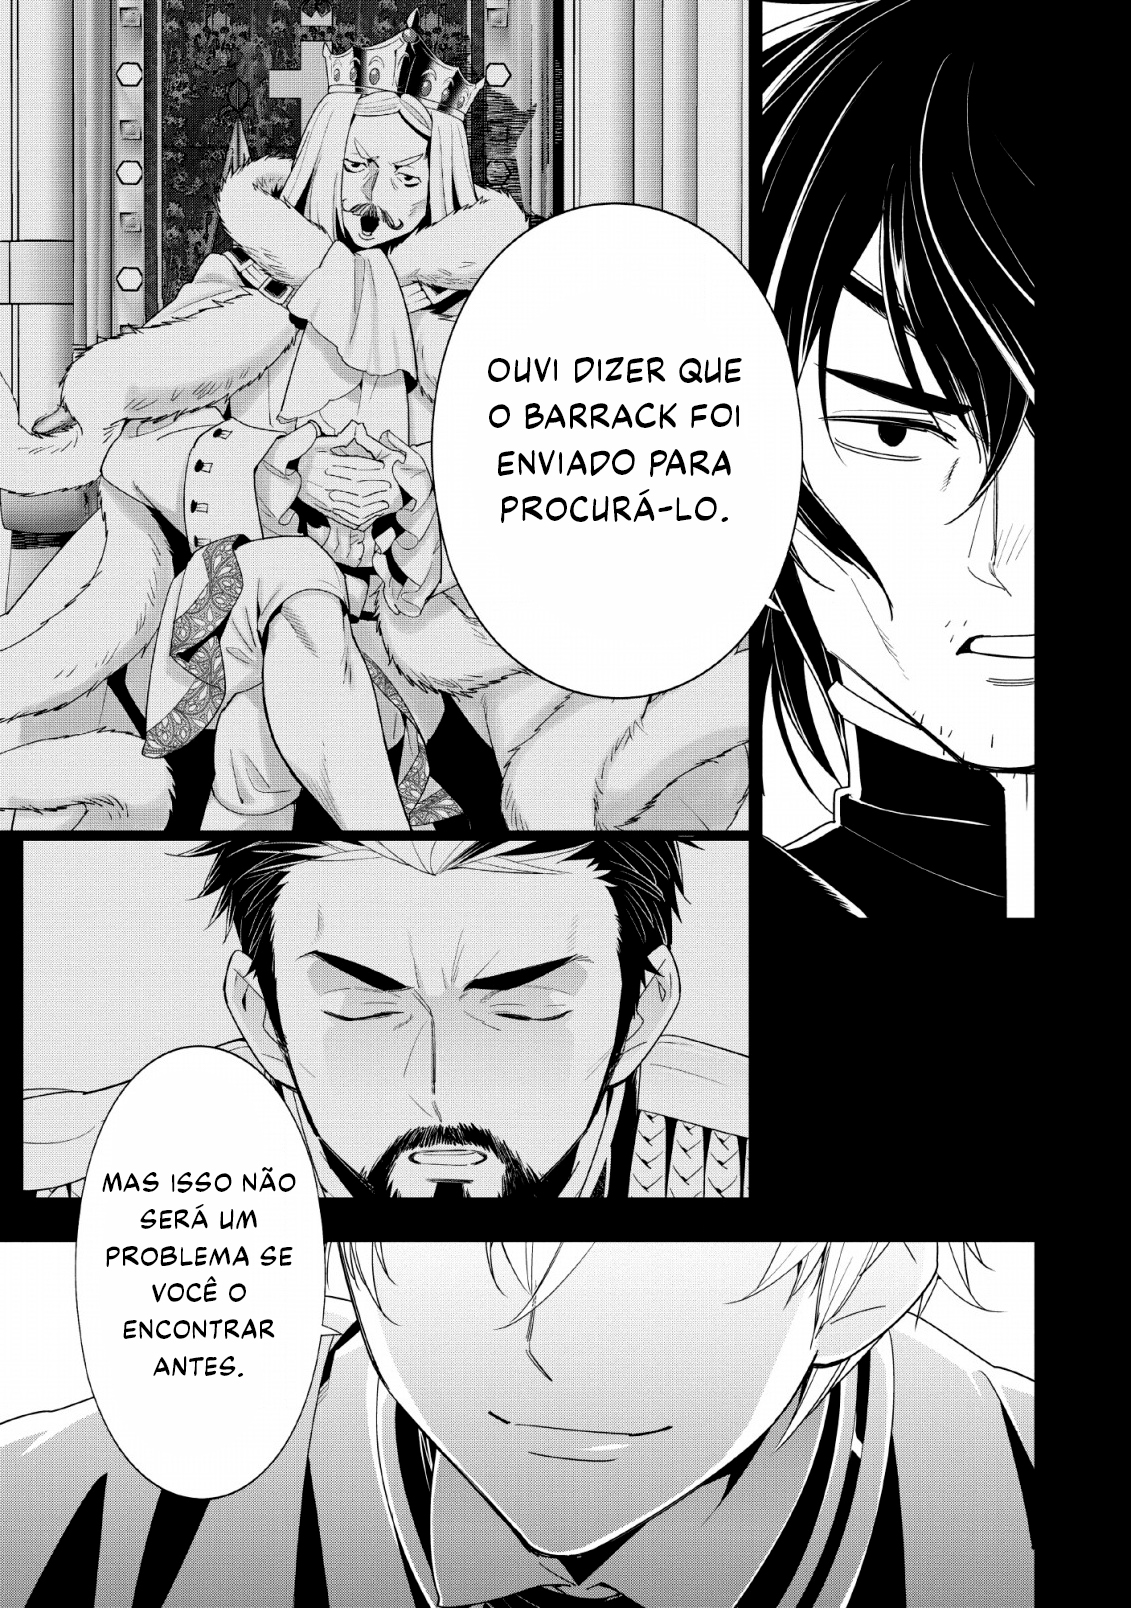 OUVI DIZER QUE
O BARRACK FOI
ENVIADO PARA
PROCURÁ-LO.
MAS ISSO NÃO
SERÁ UM
PROBLEMA SE
VOCÊ O
ENCONTRAR
ANTES.